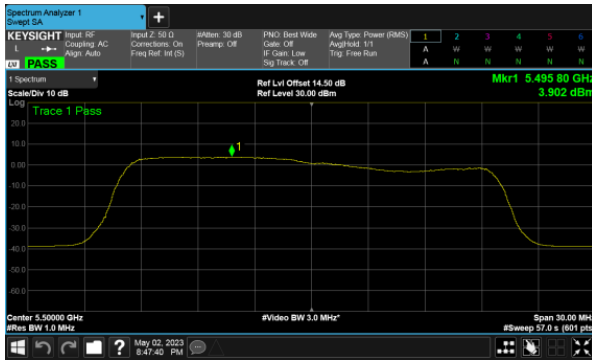 Spectrum Analyzer 1
Swept SA
+
KEYSIGHT
L
LXI PASS
Input: RF
Coupling: AC
Align: Auto
Input Z: 50 Ω
Corrections: On
Freq Ref: Int (S)
#Atten: 30 dB
Preamp: Off
PNO: Best Wide
Gate: Off
IF Gain: Low
Sig Track: Off
Avg Type: Power (RMS)
Avg|Hold: 1/1
Trig: Free Run
1 2 3 4 5 6
A W W W W W
A N N N N N
1 Spectrum
Scale/Div 10 dB
Ref Lvl Offset 14.50 dB
Ref Level 30.00 dBm
Mkr1 5.495 80 GHz
3.902 dBm
Log
Trace 1 Pass
20.0
10.0
0.00
-10.0
-20.0
-30.0
-40.0
-50.0
-60.0
1
Center 5.50000 GHz
#Res BW 1.0 MHz
#Video BW 3.0 MHz*
Span 30.00 MHz
#Sweep 57.0 s (601 pts)
?
May 02, 2023
8:47:40 PM